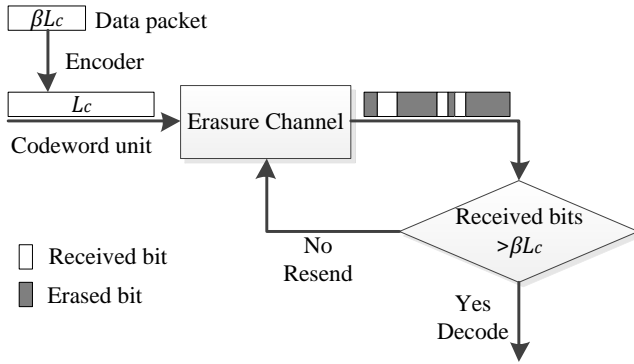 βLc
Data packet
Encoder
Lc
Codeword unit
Erasure Channel
Received bits
>βLc
No
Resend
Received bit
Erased bit
Yes
Decode